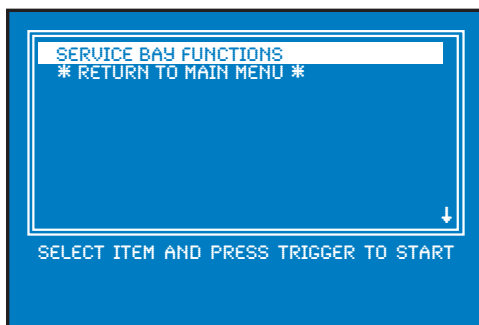 SERVICE BAY FUNCTIONS
* RETURN TO MAIN MENU *
SELECT ITEM AND PRESS TRIGGER TO START